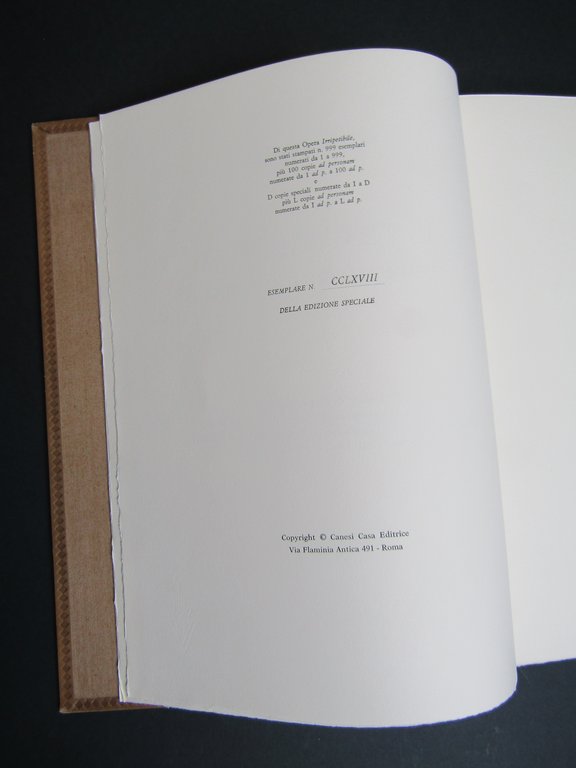 Di questa Opera Irripetibile,
sono stati stampati n. 999 esemplari
numerati da 1 a 999,
più 100 copie ad personam
numerate da 1 ad p. a 100 ad p.
e
D copie speciali numerate da I a D
più L copie ad personam
numerate da I ad p. a L ad p.
ESEMPLARE N CCLXVIII
DELLA EDIZIONE SPECIALE
Copyright © Canesi Casa Editrice
Via Flaminia Antica 491 - Roma